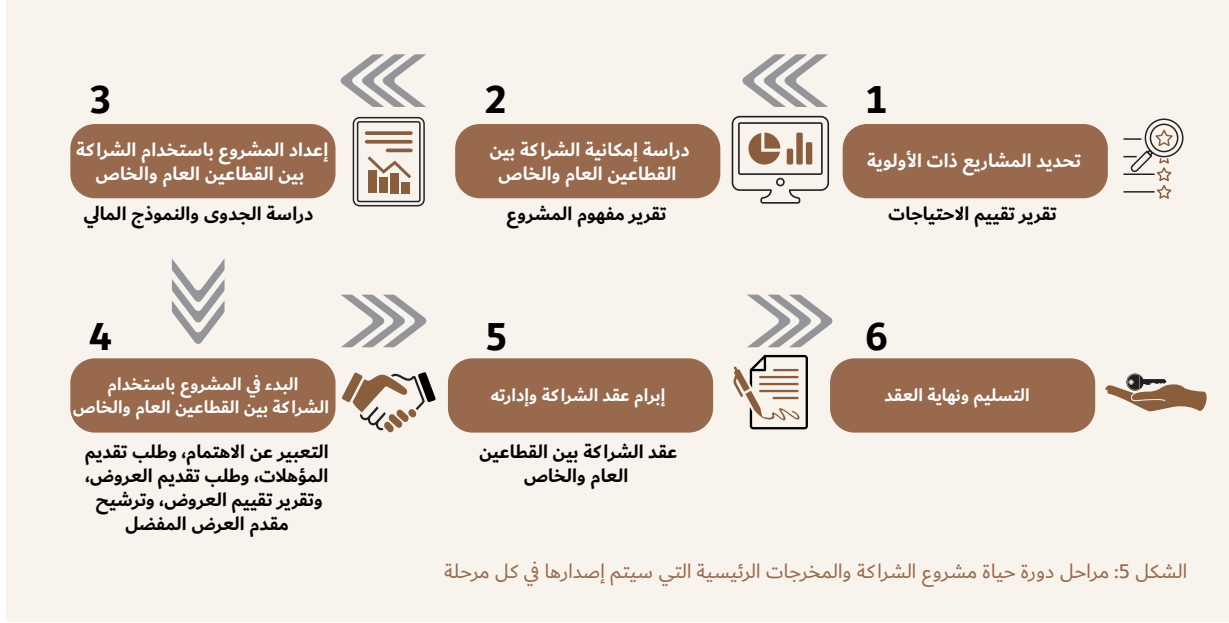 1
تحديد المشاريع ذات الأولوية
تقرير تقييم الاحتياجات
2
دراسة إمكانية الشراكة بين
القطاعين العام والخاص
تقرير مفهوم المشروع
3
إعداد المشروع باستخدام الشراكة
بين القطاعين العام والخاص
دراسة الجدوى والنموذج المالي
4
البدء في المشروع باستخدام
الشراكة بين القطاعين العام والخاص
التعبير عن الاهتمام، وطلب تقديم
المؤهلات، وطلب تقديم العروض،
وتقرير تقييم العروض، وترشيح
مقدم العرض المفضل
5
إبرام عقد الشراكة وإدارته
عقد الشراكة بين القطاعين
العام والخاص
6
التسليم ونهاية العقد
الشكل 5: مراحل دورة حياة مشروع الشراكة والمخرجات الرئيسية التي سيتم إصدارها في كل مرحلة